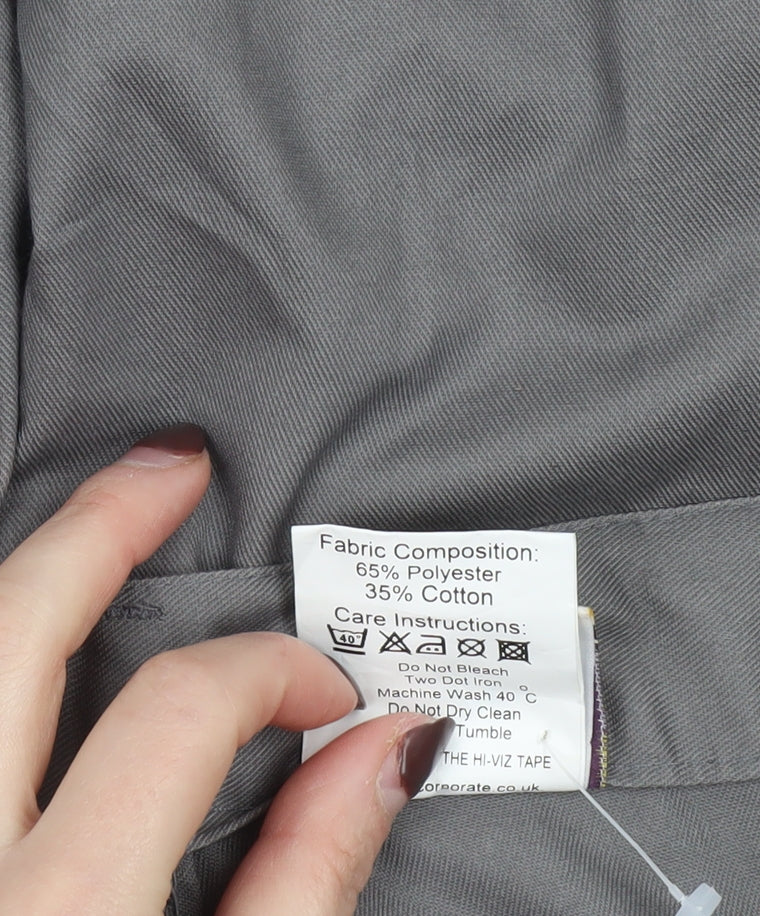 Fabric Composition:
65% Polyester
35% Cotton
Care Instructions:
40°
Do Not Bleach
Two Dot Iron
Machine Wash 40 °C
Do Not Dry Clean
Tumble
THE HI-VIZ TAPE
corporate.co.uk